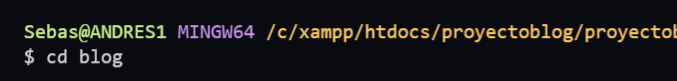 Sebas@ANDRES1 MINGW64 /c/xampp/htdocs/proyectoblog/proyectob
$ cd blog